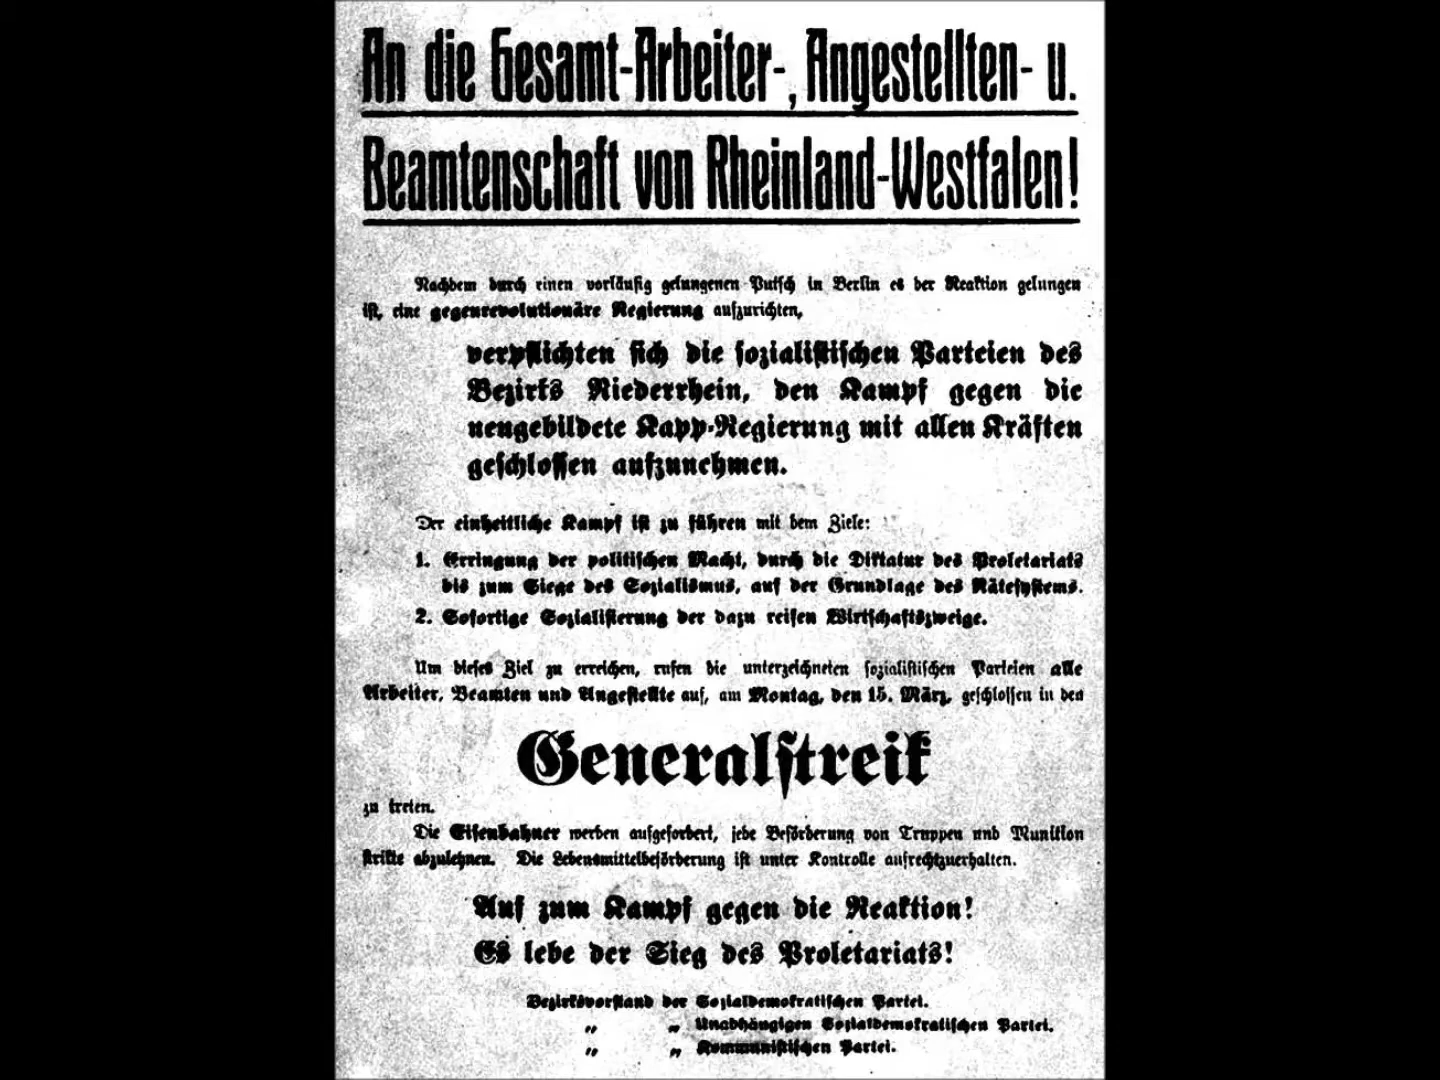 An die Gesamt-Arbeiter-, Angestellten- u.
Beamtenschaft von Rheinland-Westfalen!
Nachdem durch einen vorläufig gelungenen Putsch in Berlin es der Reaktion gelungen
ist, eine gegenrevolutionäre Regierung aufzurichten,
verpflichten sich die sozialistischen Parteien des
Bezirks Niederrhein, den Kampf gegen die
neugebildete Kapp-Regierung mit allen Kräften
geschlossen aufzunehmen.
Der einheitliche Kampf ist zu führen mit dem Ziele:
1. Erringung der politischen Macht, durch die Diktatur des Proletariats
bis zum Siege des Sozialismus, auf der Grundlage des Rätesystems.
2. Sofortige Sozialisierung der dazu reifen Wirtschaftszweige.
Um dieses Ziel zu erreichen, rufen die unterzeichneten sozialistischen Parteien alle
Arbeiter, Beamten und Angestellte auf, am Montag, den 15. März, geschlossen in den
Generalstreik
zu treten.
Die Eisenbahner werden aufgefordert, jede Beförderung von Truppen und Munition
strikte abzulehnen. Die Lebensmittelbeförderung ist unter Kontrolle aufrechtzuerhalten.
Auf zum Kampf gegen die Reaktion!
Es lebe der Sieg des Proletariats!
Bezirksvorstand der Sozialdemokratischen Partei.
„ „ Unabhängigen Sozialdemokratischen Partei.
„ „ Kommunistischen Partei.